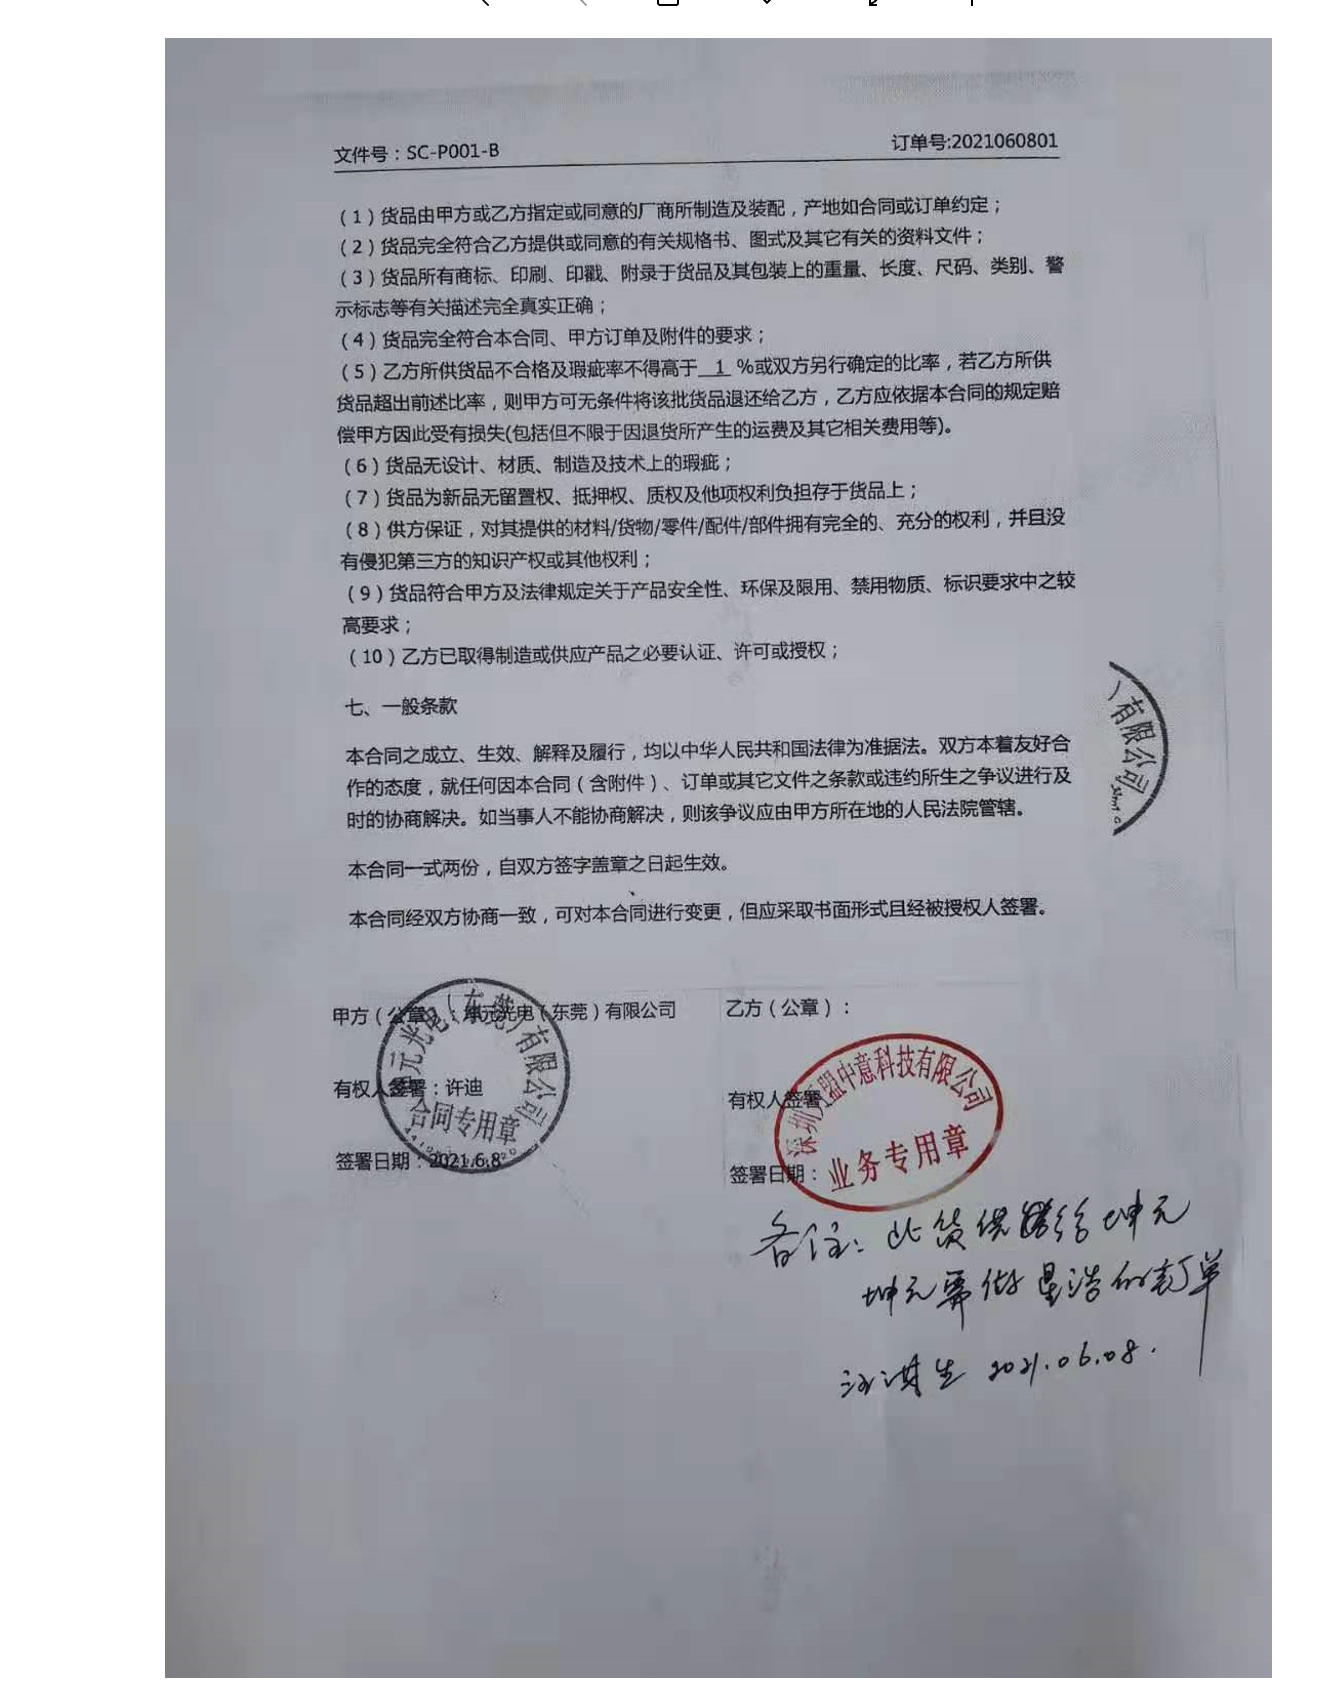 文件号：SC-P001-B
订单号:2021060801
（1）货品由甲方或乙方指定或同意的厂商所制造及装配，产地如合同或订单约定；
（2）货品完全符合乙方提供或同意的有关规格书、图式及其它有关的资料文件；
（3）货品所有商标、印刷、印戳、附录于货品及其包装上的重量、长度、尺码、类别、警
示标志等有关描述完全真实正确；
（4）货品完全符合本合同、甲方订单及附件的要求；
（5）乙方所供货品不合格及瑕疵率不得高于 1 %或双方另行确定的比率，若乙方所供
货品超出前述比率，则甲方可无条件将该批货品退还给乙方，乙方应依据本合同的规定赔
偿甲方因此受有损失(包括但不限于因退货所产生的运费及其它相关费用等)。
（6）货品无设计、材质、制造及技术上的瑕疵；
（7）货品为新品无留置权、抵押权、质权及他项权利负担存于货品上；
（8）供方保证，对其提供的材料/货物/零件/配件/部件拥有完全的、充分的权利，并且没
有侵犯第三方的知识产权或其他权利；
（9）货品符合甲方及法律规定关于产品安全性、环保及限用、禁用物质、标识要求中之较
高要求；
（10）乙方已取得制造或供应产品之必要认证、许可或授权；
七、一般条款
）有限公司
本合同之成立、生效、解释及履行，均以中华人民共和国法律为准据法。双方本着友好合
作的态度，就任何因本合同（含附件）、订单或其它文件之条款或违约所生之争议进行及
时的协商解决。如当事人不能协商解决，则该争议应由甲方所在地的人民法院管辖。
本合同一式两份，自双方签字盖章之日起生效。
本合同经双方协商一致，可对本合同进行变更，但应采取书面形式且经被授权人签署。
甲方（公章）：坤元光电（东莞）有限公司
乙方（公章）：
坤元光电（东莞）有限公司
合同专用章
有权人签署：许迪
有权人签署
签署日期：2021.6.8
签署日期：
盟中意科技有限公司
业务专用章
备注：此货供给坤元
坤元需做星浩的订单
2021.06.08.